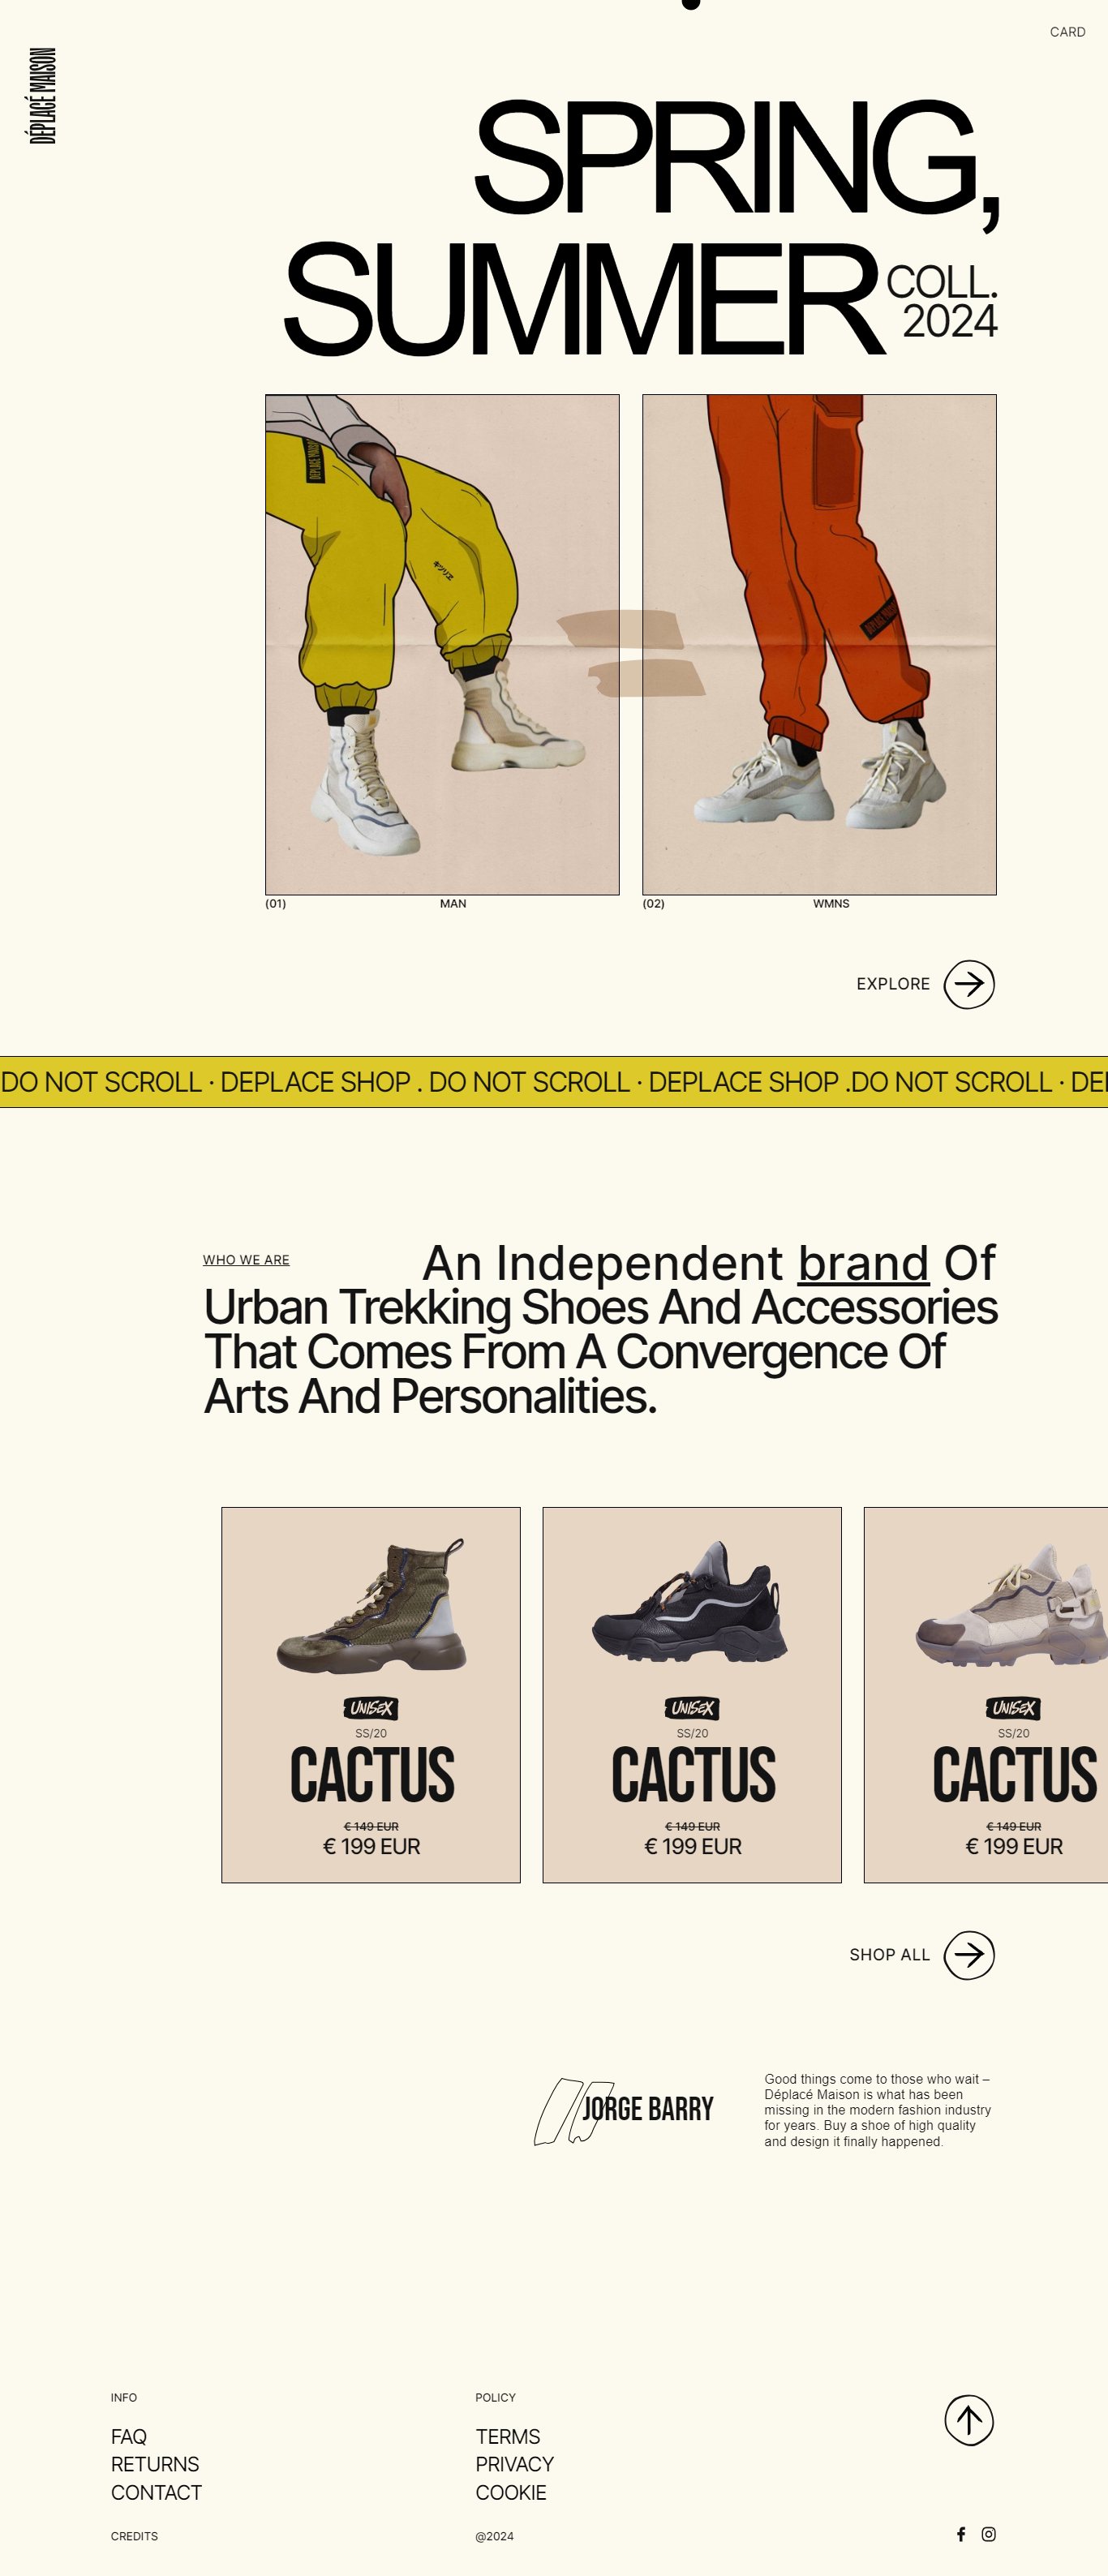 CARD
DÉPLACÉ MAISON
SPRING,
SUMMER
COLL.
2024
キツリヱ
(01) MAN
(02) WMNS
EXPLORE
DO NOT SCROLL · DEPLACE SHOP . DO NOT SCROLL · DEPLACE SHOP .DO NOT SCROLL ·
WHO WE ARE
An Independent brand Of
Urban Trekking Shoes And Accessories
That Comes From A Convergence Of
Arts And Personalities.
UNISEX
SS/20
CACTUS
€ 149 EUR
€ 199 EUR
UNISEX
SS/20
CACTUS
€ 149 EUR
€ 199 EUR
UNISEX
SS/20
CACTUS
€ 149 EUR
€ 199 EUR
SHOP ALL
JORGE BARRY
Good things come to those who wait –
Déplacé Maison is what has been
missing in the modern fashion industry
for years. Buy a shoe of high quality
and design it finally happened.
INFO
FAQ
RETURNS
CONTACT
CREDITS
POLICY
TERMS
PRIVACY
COOKIE
@2024